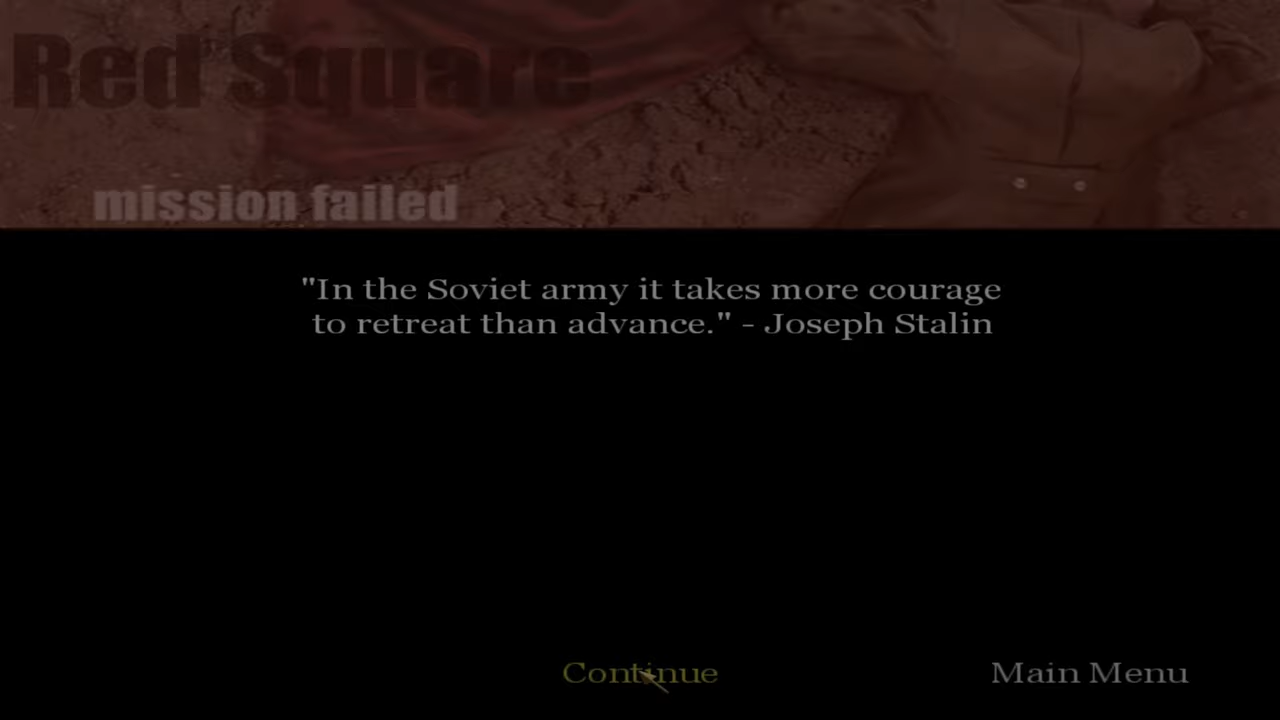 Red Square
mission failed
"In the Soviet army it takes more courage
to retreat than advance." - Joseph Stalin
Continue
Main Menu